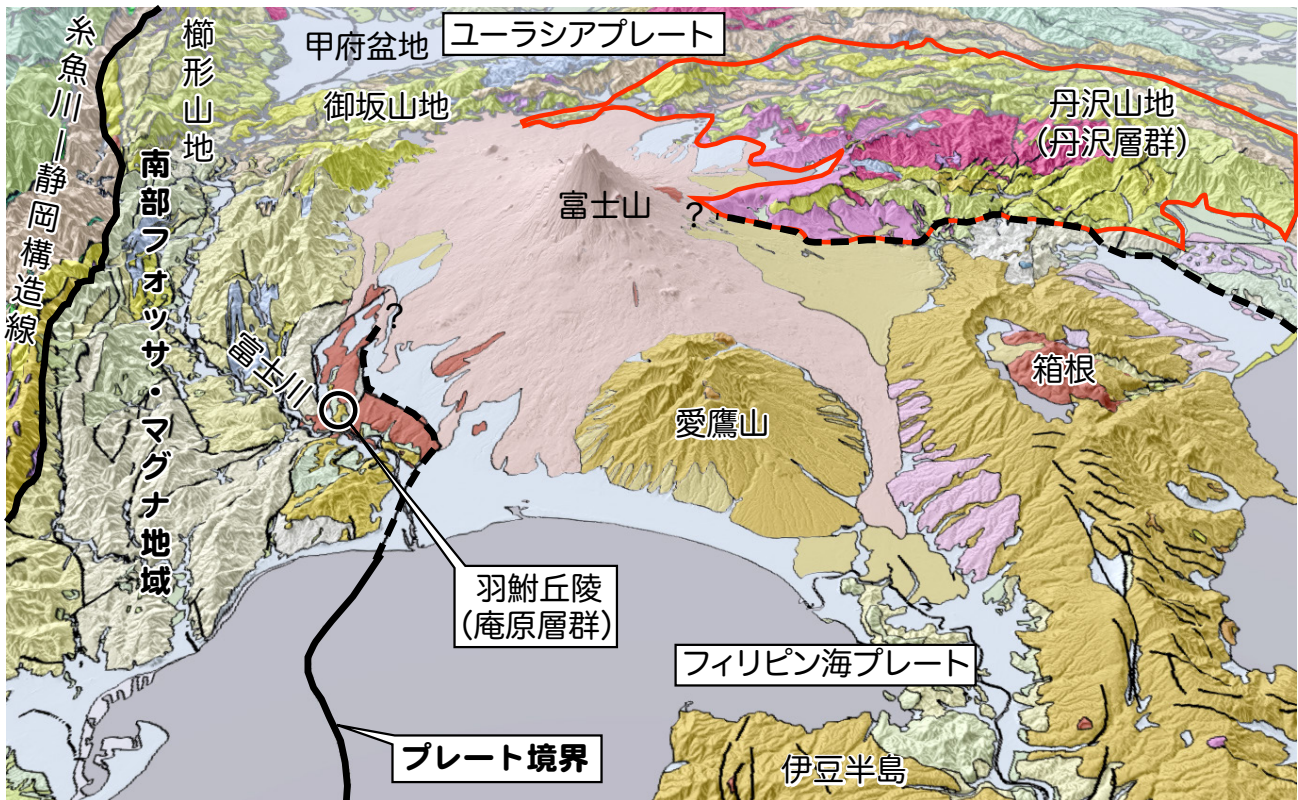 糸魚川―静岡構造線
櫛形山地
甲府盆地
ユーラシアプレート
御坂山地
丹沢山地
(丹沢層群)
南部フォッサ・マグナ地域
富士山
?
?
富士川
箱根
愛鷹山
羽鮒丘陵
(庵原層群)
フィリピン海プレート
プレート境界
伊豆半島